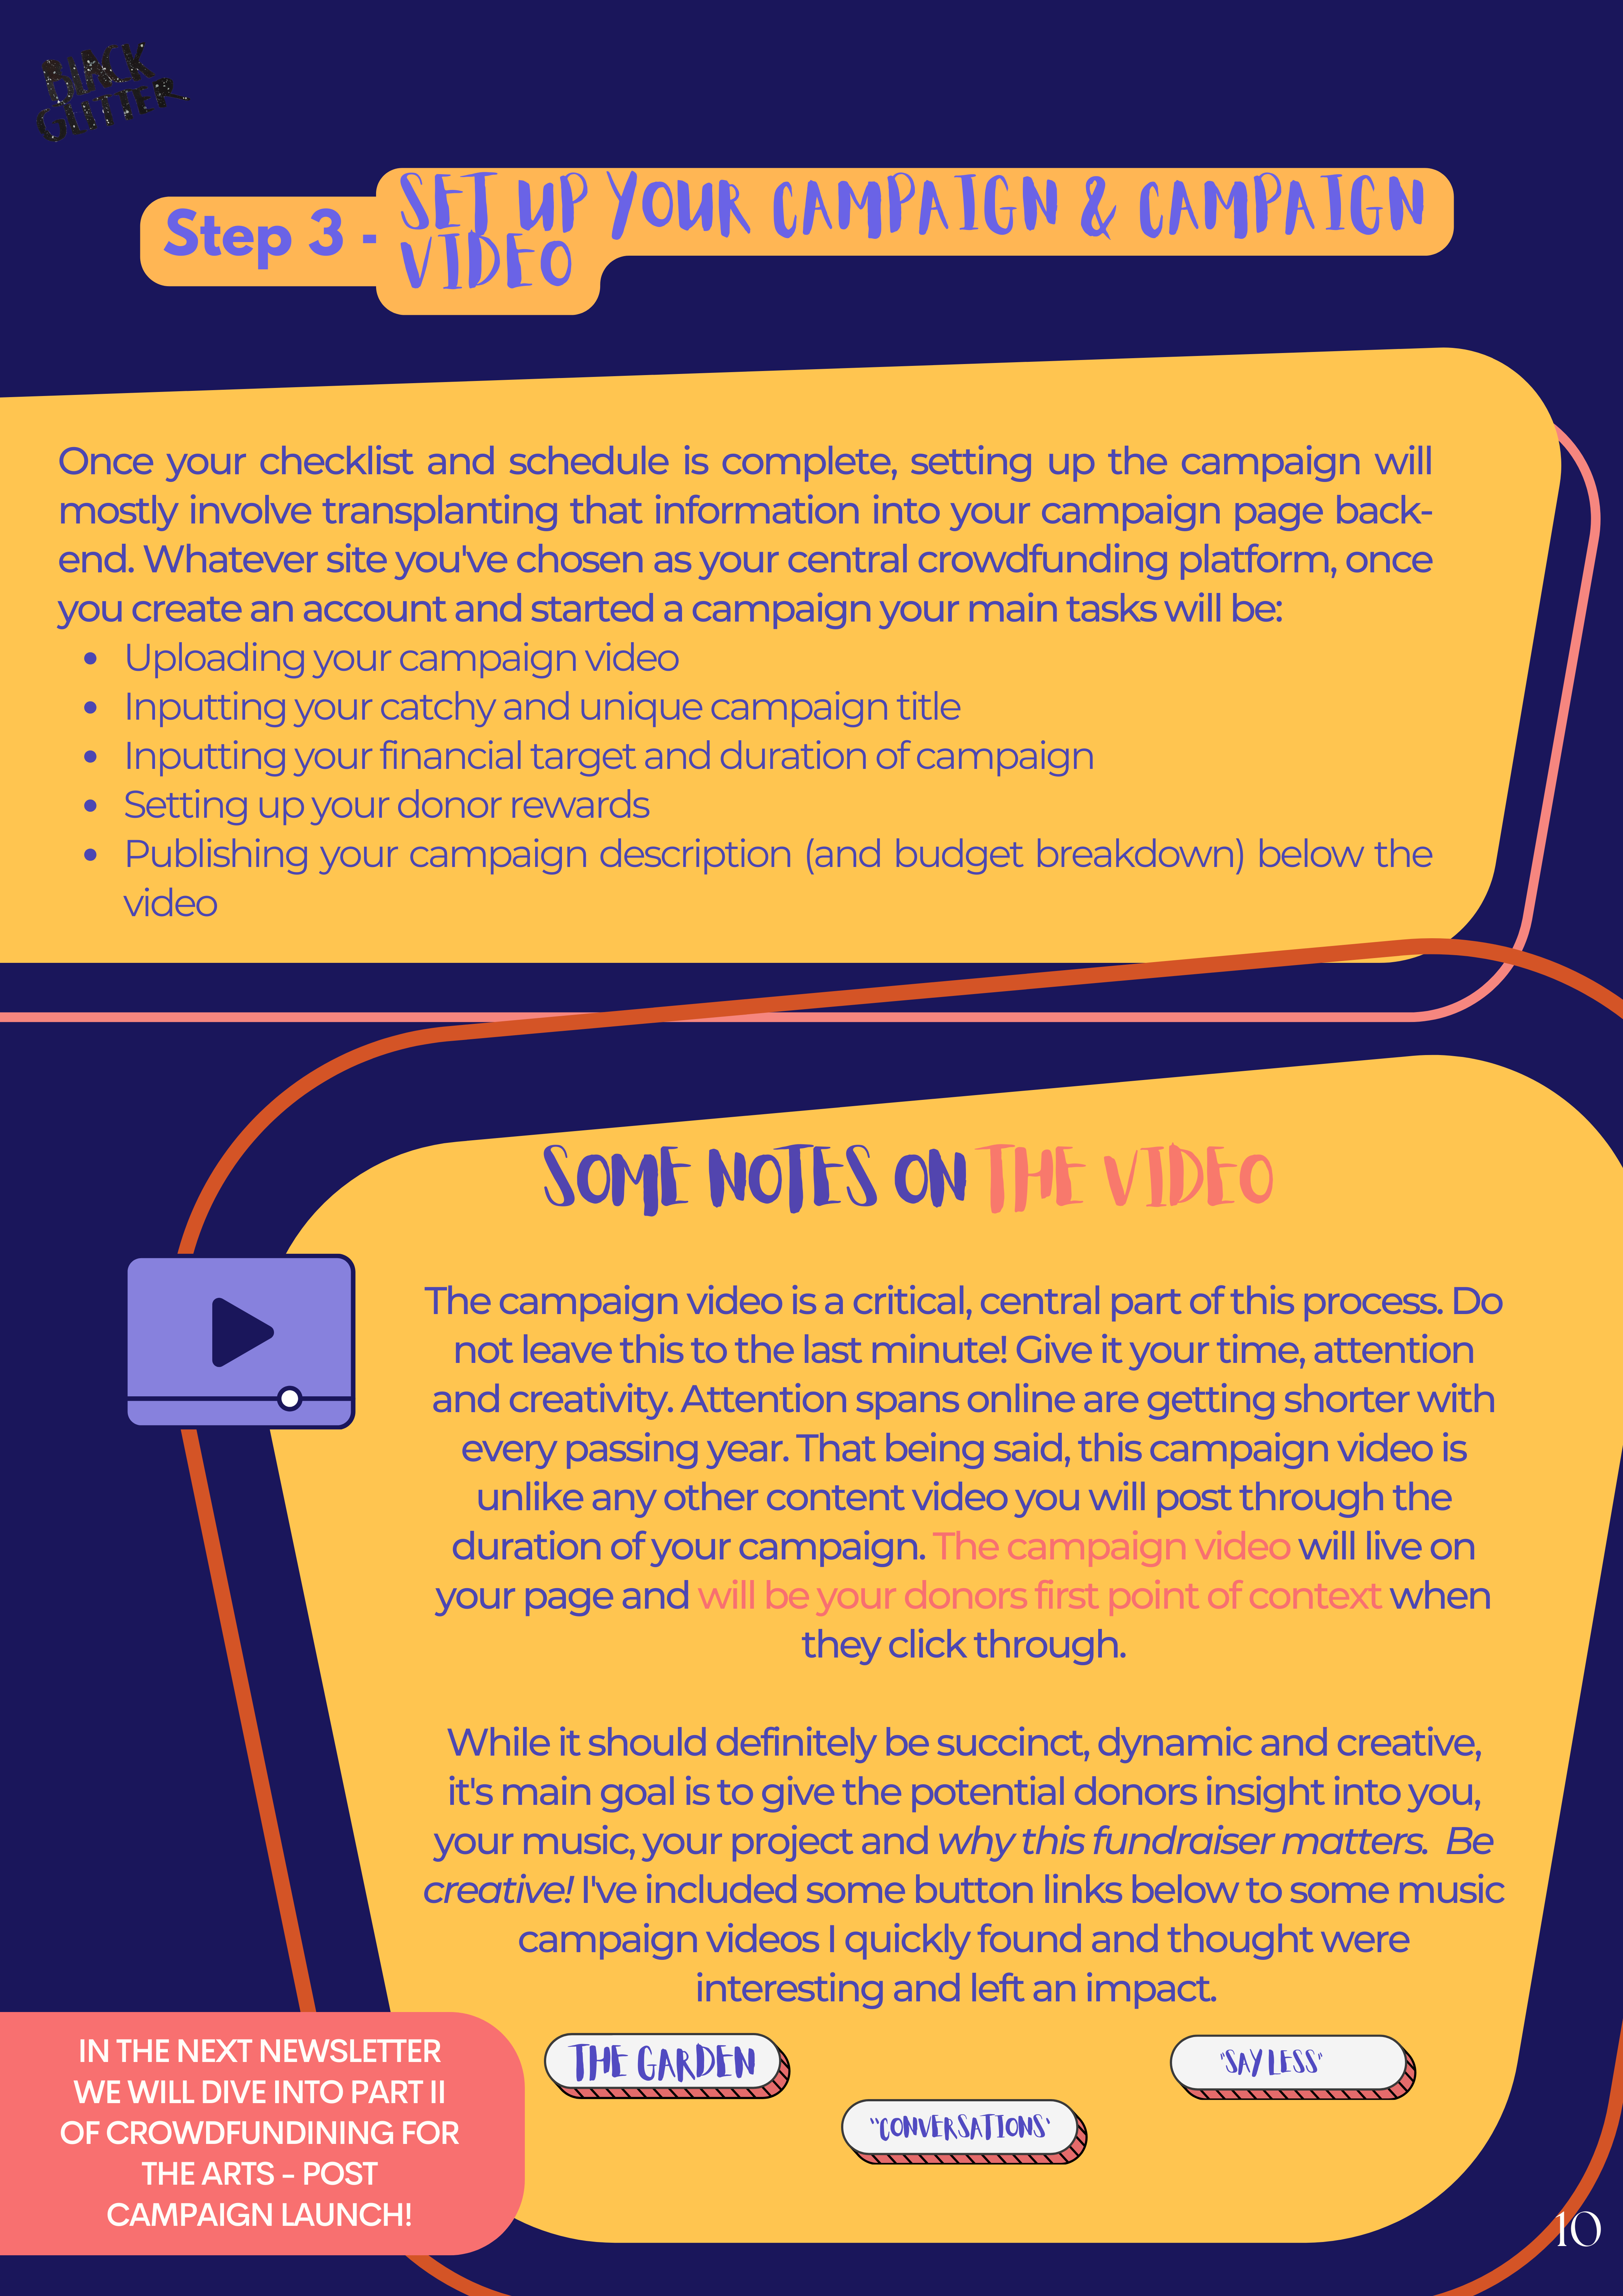 BLACK
GLITTER
Step 3 - SET UP YOUR CAMPAIGN & CAMPAIGN
VIDEO
Once your checklist and schedule is complete, setting up the campaign will
mostly involve transplanting that information into your campaign page back-
end. Whatever site you've chosen as your central crowdfunding platform, once
you create an account and started a campaign your main tasks will be:
• Uploading your campaign video
• Inputting your catchy and unique campaign title
• Inputting your financial target and duration of campaign
• Setting up your donor rewards
• Publishing your campaign description (and budget breakdown) below the
video
SOME NOTES ON THE VIDEO
The campaign video is a critical, central part of this process. Do
not leave this to the last minute! Give it your time, attention
and creativity. Attention spans online are getting shorter with
every passing year. That being said, this campaign video is
unlike any other content video you will post through the
duration of your campaign. The campaign video will live on
your page and will be your donors first point of context when
they click through.
While it should definitely be succinct, dynamic and creative,
it's main goal is to give the potential donors insight into you,
your music, your project and why this fundraiser matters. Be
creative! I've included some button links below to some music
campaign videos I quickly found and thought were
interesting and left an impact.
THE GARDEN
"SAY LESS"
"CONVERSATIONS'
IN THE NEXT NEWSLETTER
WE WILL DIVE INTO PART II
OF CROWDFUNDINING FOR
THE ARTS - POST
CAMPAIGN LAUNCH!
10